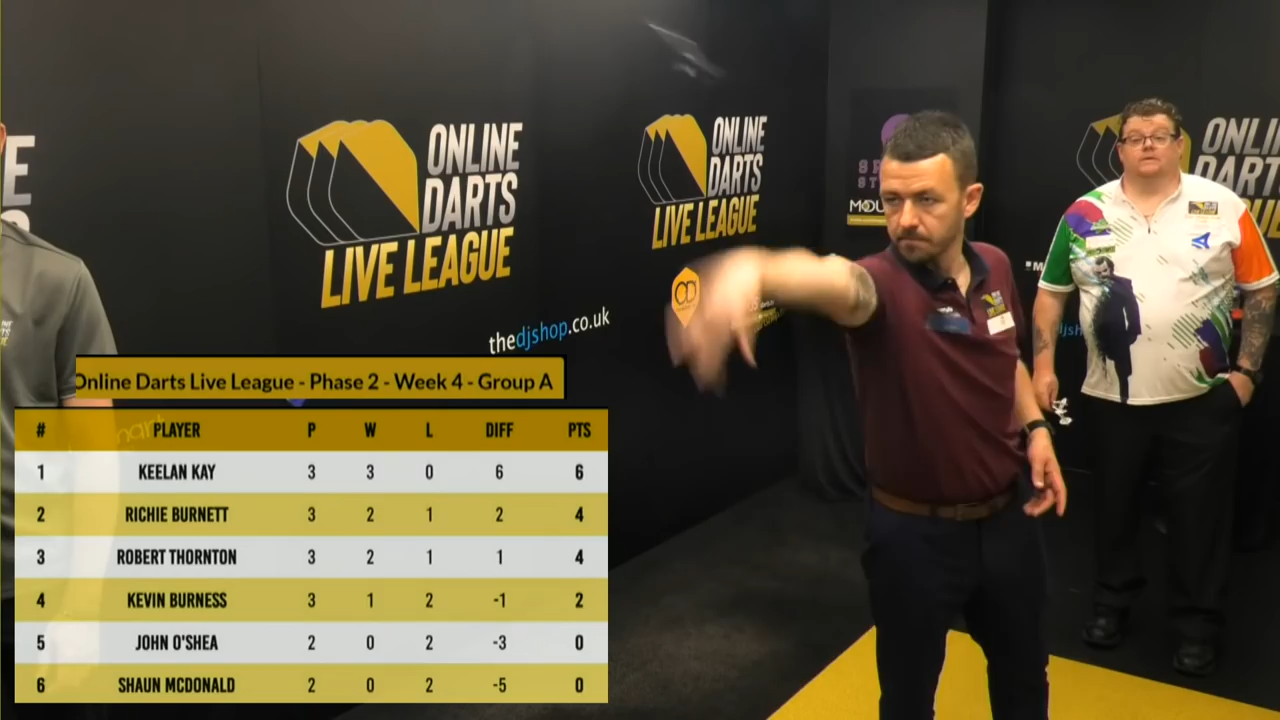 ONLINE
DARTS
LIVE LEAGUE
ONLINE
DARTS
LIVE LEAGUE
thedjshop.co.uk
OD
Online Darts Live League - Phase 2 - Week 4 - Group A
# PLAYER P W L DIFF PTS
1 KEELAN KAY 3 3 0 6 6
2 RICHIE BURNETT 3 2 1 2 4
3 ROBERT THORNTON 3 2 1 1 4
4 KEVIN BURNESS 3 1 2 -1 2
5 JOHN O'SHEA 2 0 2 -3 0
6 SHAUN MCDONALD 2 0 2 -5 0